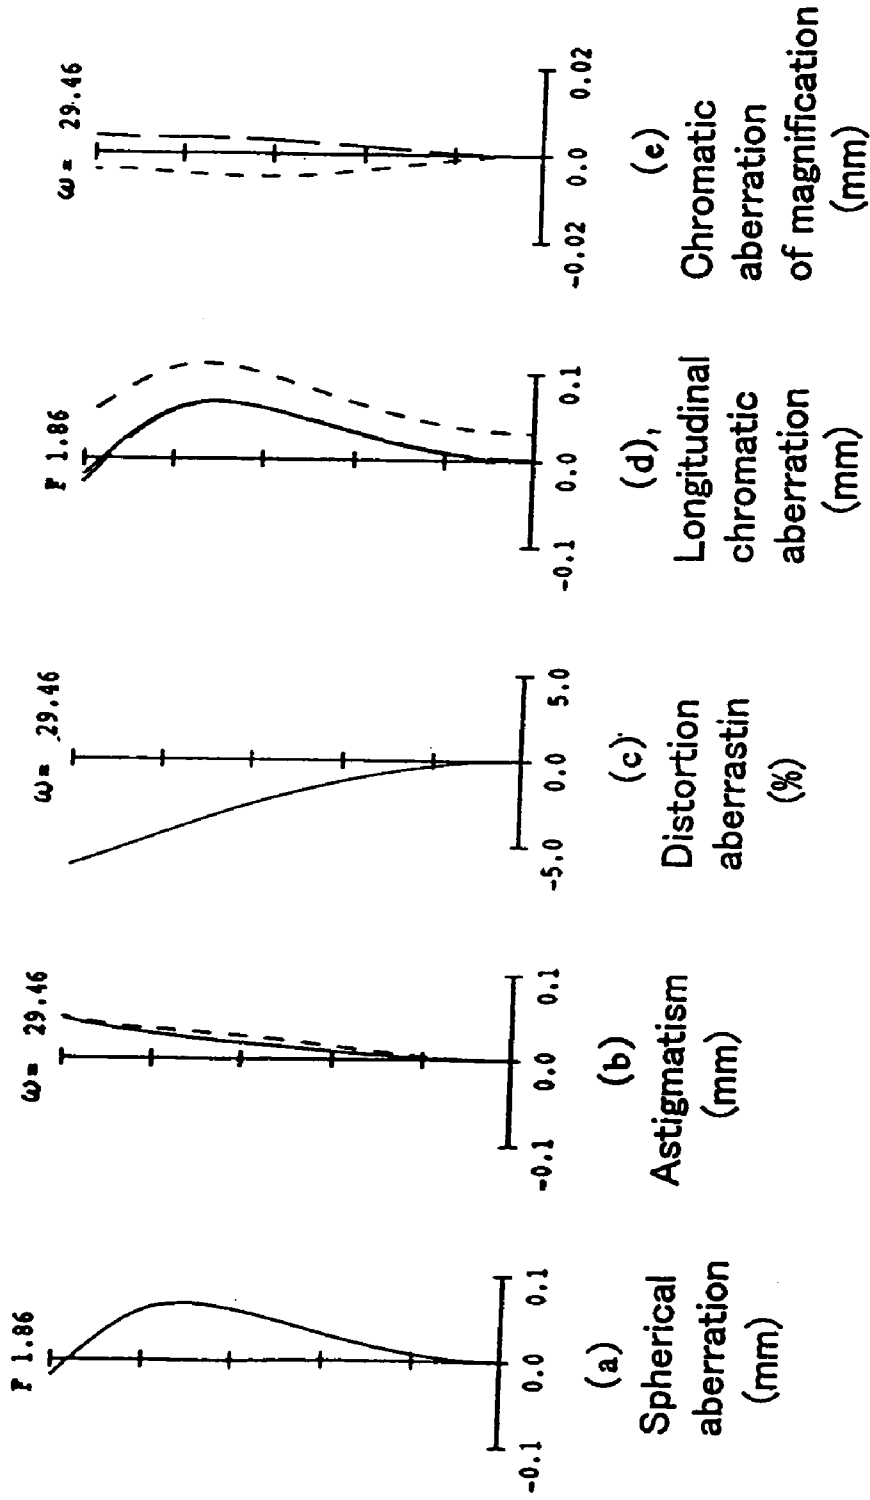 F 1.86
-0.1 0.0 0.1
(a)
Spherical
aberration
(mm)
ω= 29.46
-0.1 0.0 0.1
(b)
Astigmatism
(mm)
ω= 29.46
-5.0 0.0 5.0
(c)
Distortion
aberrastin
(%)
F 1.86
-0.1 0.0 0.1
(d),
Longitudinal
chromatic
aberration
(mm)
ω= 29.46
-0.02 0.0 0.02
(e)
Chromatic
aberration
of magnification
(mm)